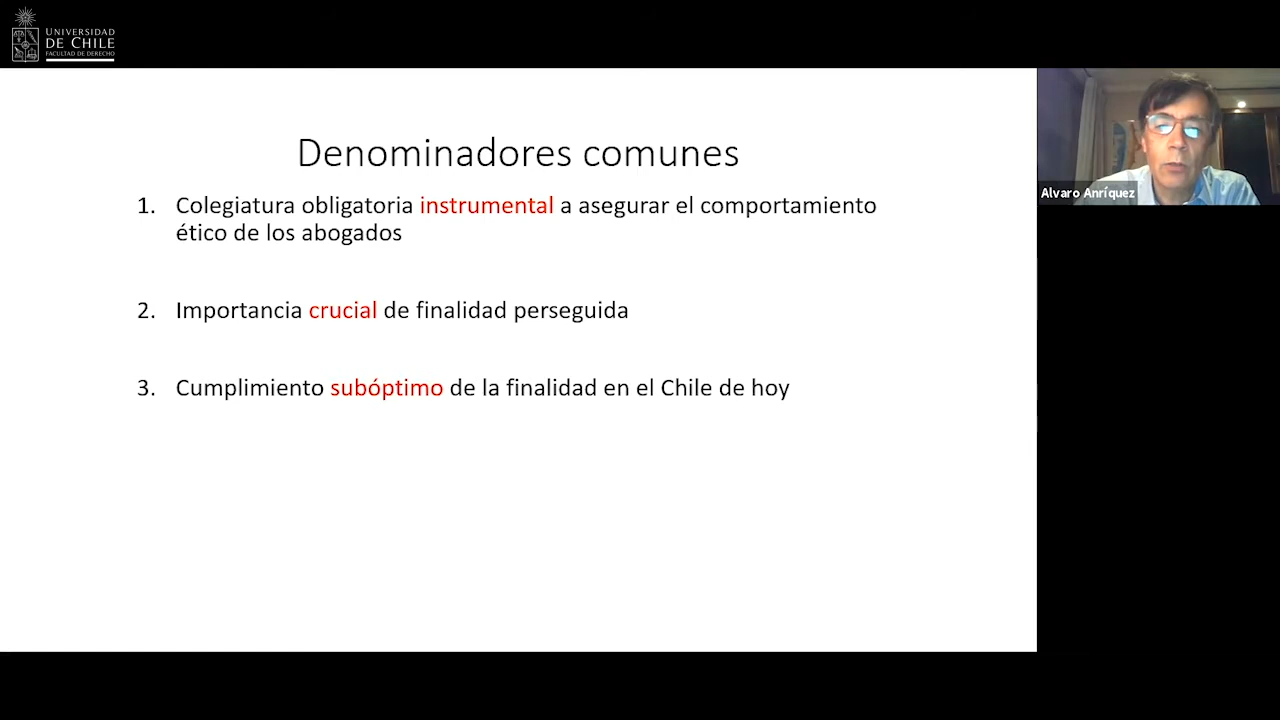 UNIVERSIDAD
DE CHILE
FACULTAD DE DERECHO
Denominadores comunes
1. Colegiatura obligatoria instrumental a asegurar el comportamiento
ético de los abogados
2. Importancia crucial de finalidad perseguida
3. Cumplimiento subóptimo de la finalidad en el Chile de hoy
Alvaro Anríquez